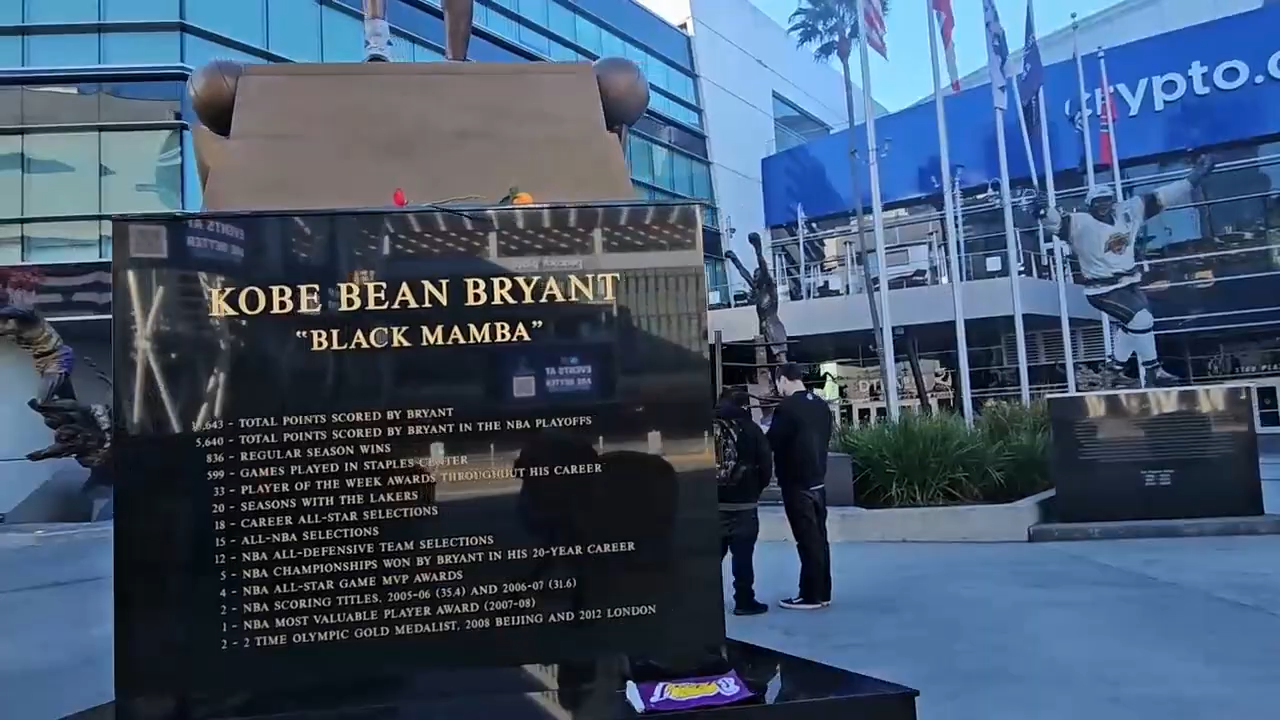 crypto.c
KOBE BEAN BRYANT
“BLACK MAMBA”
,643 - TOTAL POINTS SCORED BY BRYANT
5,640 - TOTAL POINTS SCORED BY BRYANT IN THE NBA PLAYOFFS
836 - REGULAR SEASON WINS
599 - GAMES PLAYED IN STAPLES CENTER
33 - PLAYER OF THE WEEK AWARDS THROUGHOUT HIS CAREER
20 - SEASONS WITH THE LAKERS
18 - CAREER ALL-STAR SELECTIONS
15 - ALL-NBA SELECTIONS
12 - NBA ALL-DEFENSIVE TEAM SELECTIONS
5 - NBA CHAMPIONSHIPS WON BY BRYANT IN HIS 20-YEAR CAREER
4 - NBA ALL-STAR GAME MVP AWARDS
2 - NBA SCORING TITLES, 2005-06 (35.4) AND 2006-07 (31.6)
1 - NBA MOST VALUABLE PLAYER AWARD (2007-08)
2 - 2 TIME OLYMPIC GOLD MEDALIST, 2008 BEIJING AND 2012 LONDON